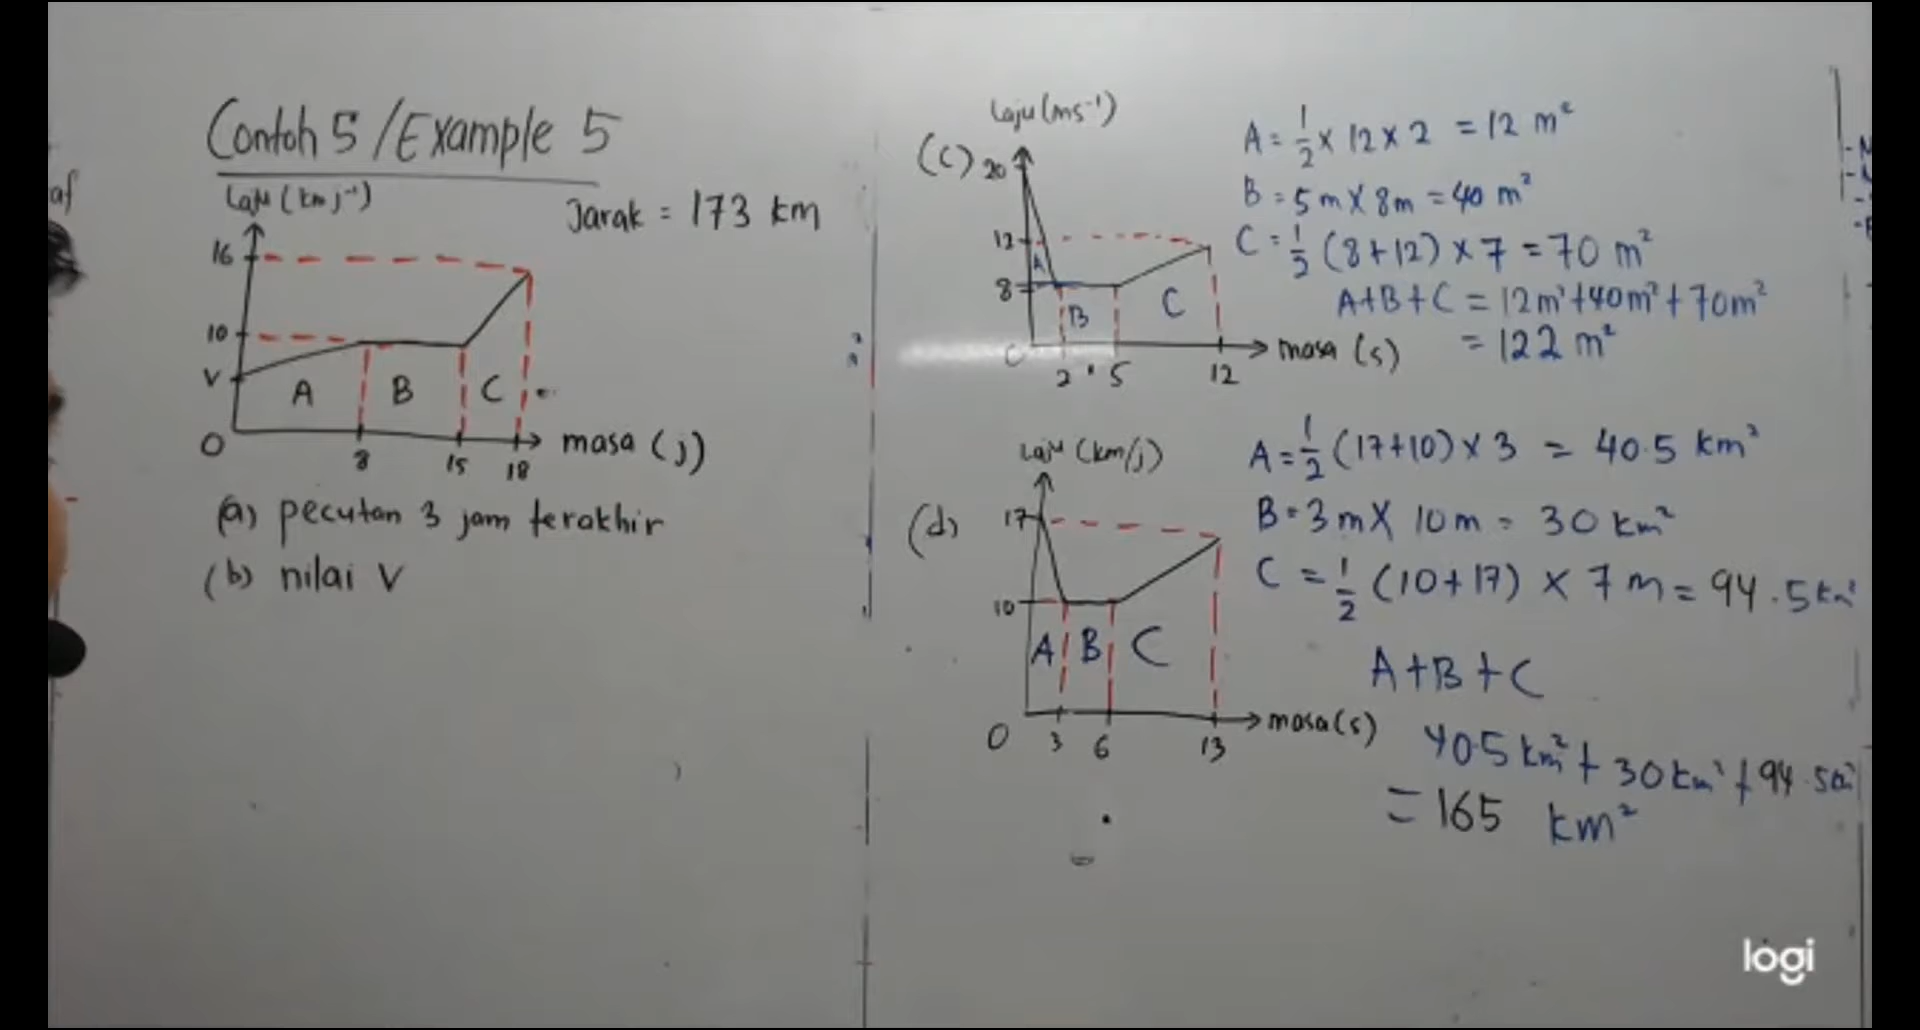 Contoh 5 / Example 5
Laju (km j⁻¹)
Jarak = 173 km
16
10
V
A
B
C
O
8
15
18
masa (j)
(a) pecutan 3 jam terakhir
(b) nilai V
af
(c)
Laju (ms⁻¹)
20
12
8
A
B
C
2
5
12
masa (s)
A = 1/2 × 12 × 2 = 12 m²
B = 5 m × 8 m = 40 m²
C = 1/2 (8 + 12) × 7 = 70 m²
A + B + C = 12 m² + 40 m² + 70 m²
= 122 m²
(d)
Laju (km/j)
17
10
A
B
C
O
3
6
13
masa (s)
A = 1/2 (17 + 10) × 3 = 40.5 km²
B = 3 m × 10 m = 30 km²
C = 1/2 (10 + 17) × 7 m = 94.5 km²
A + B + C
40.5 km² + 30 km² + 94.5 km²
= 165 km²
logi